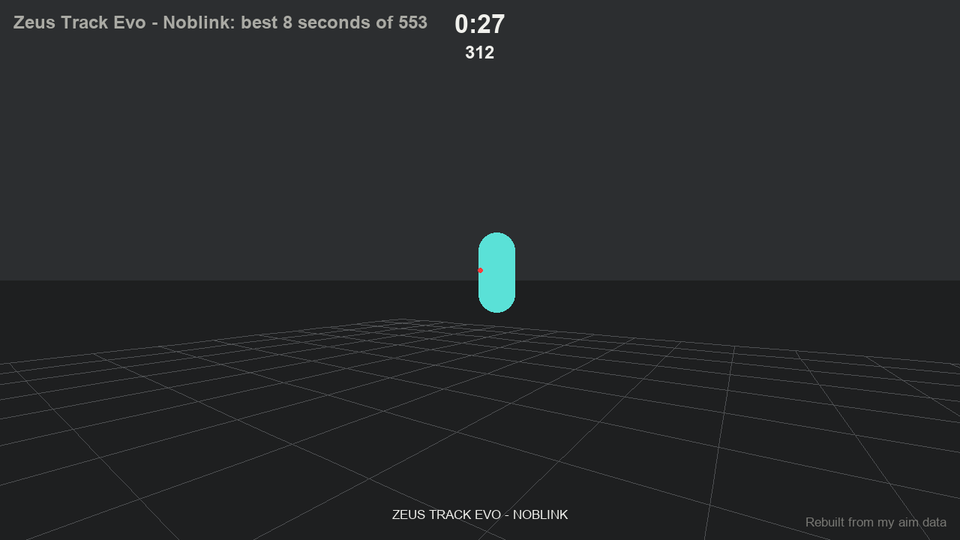 Zeus Track Evo - Noblink: best 8 seconds of 553
0:27
312
ZEUS TRACK EVO - NOBLINK
Rebuilt from my aim data